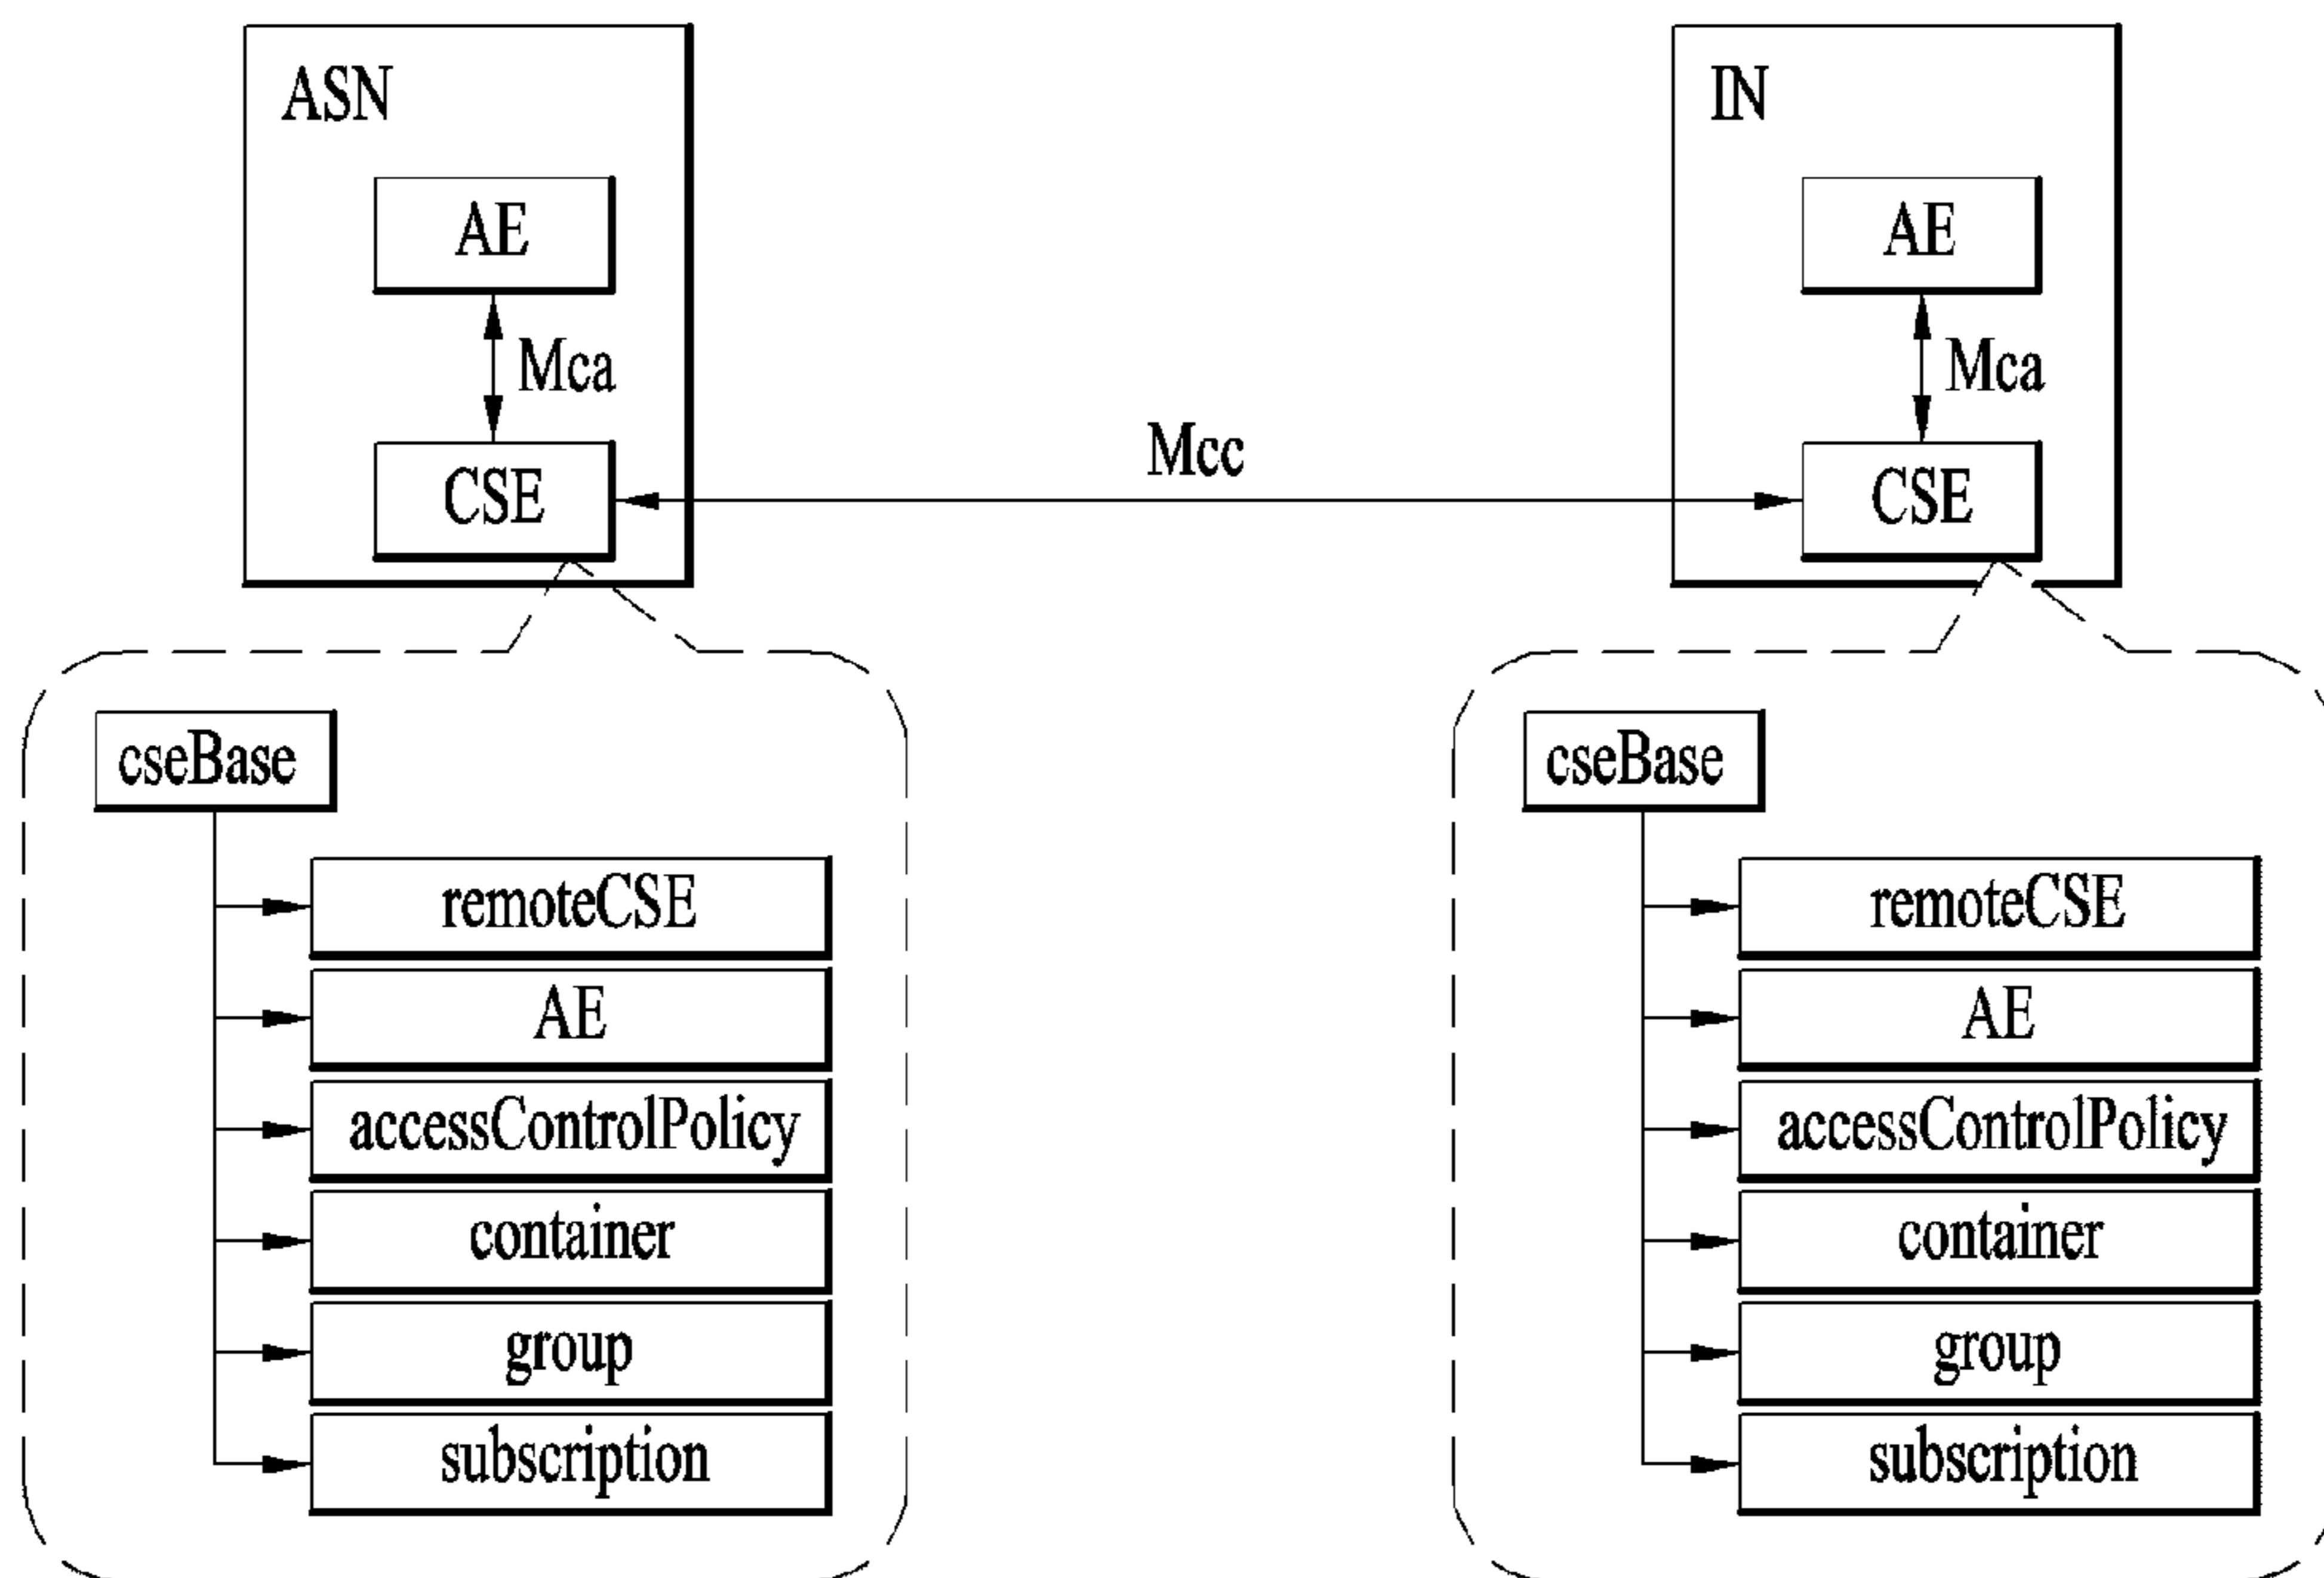 ASN
AE
Mca
CSE
Mcc
IN
AE
Mca
CSE
cseBase
remoteCSE
AE
accessControlPolicy
container
group
subscription
cseBase
remoteCSE
AE
accessControlPolicy
container
group
subscription